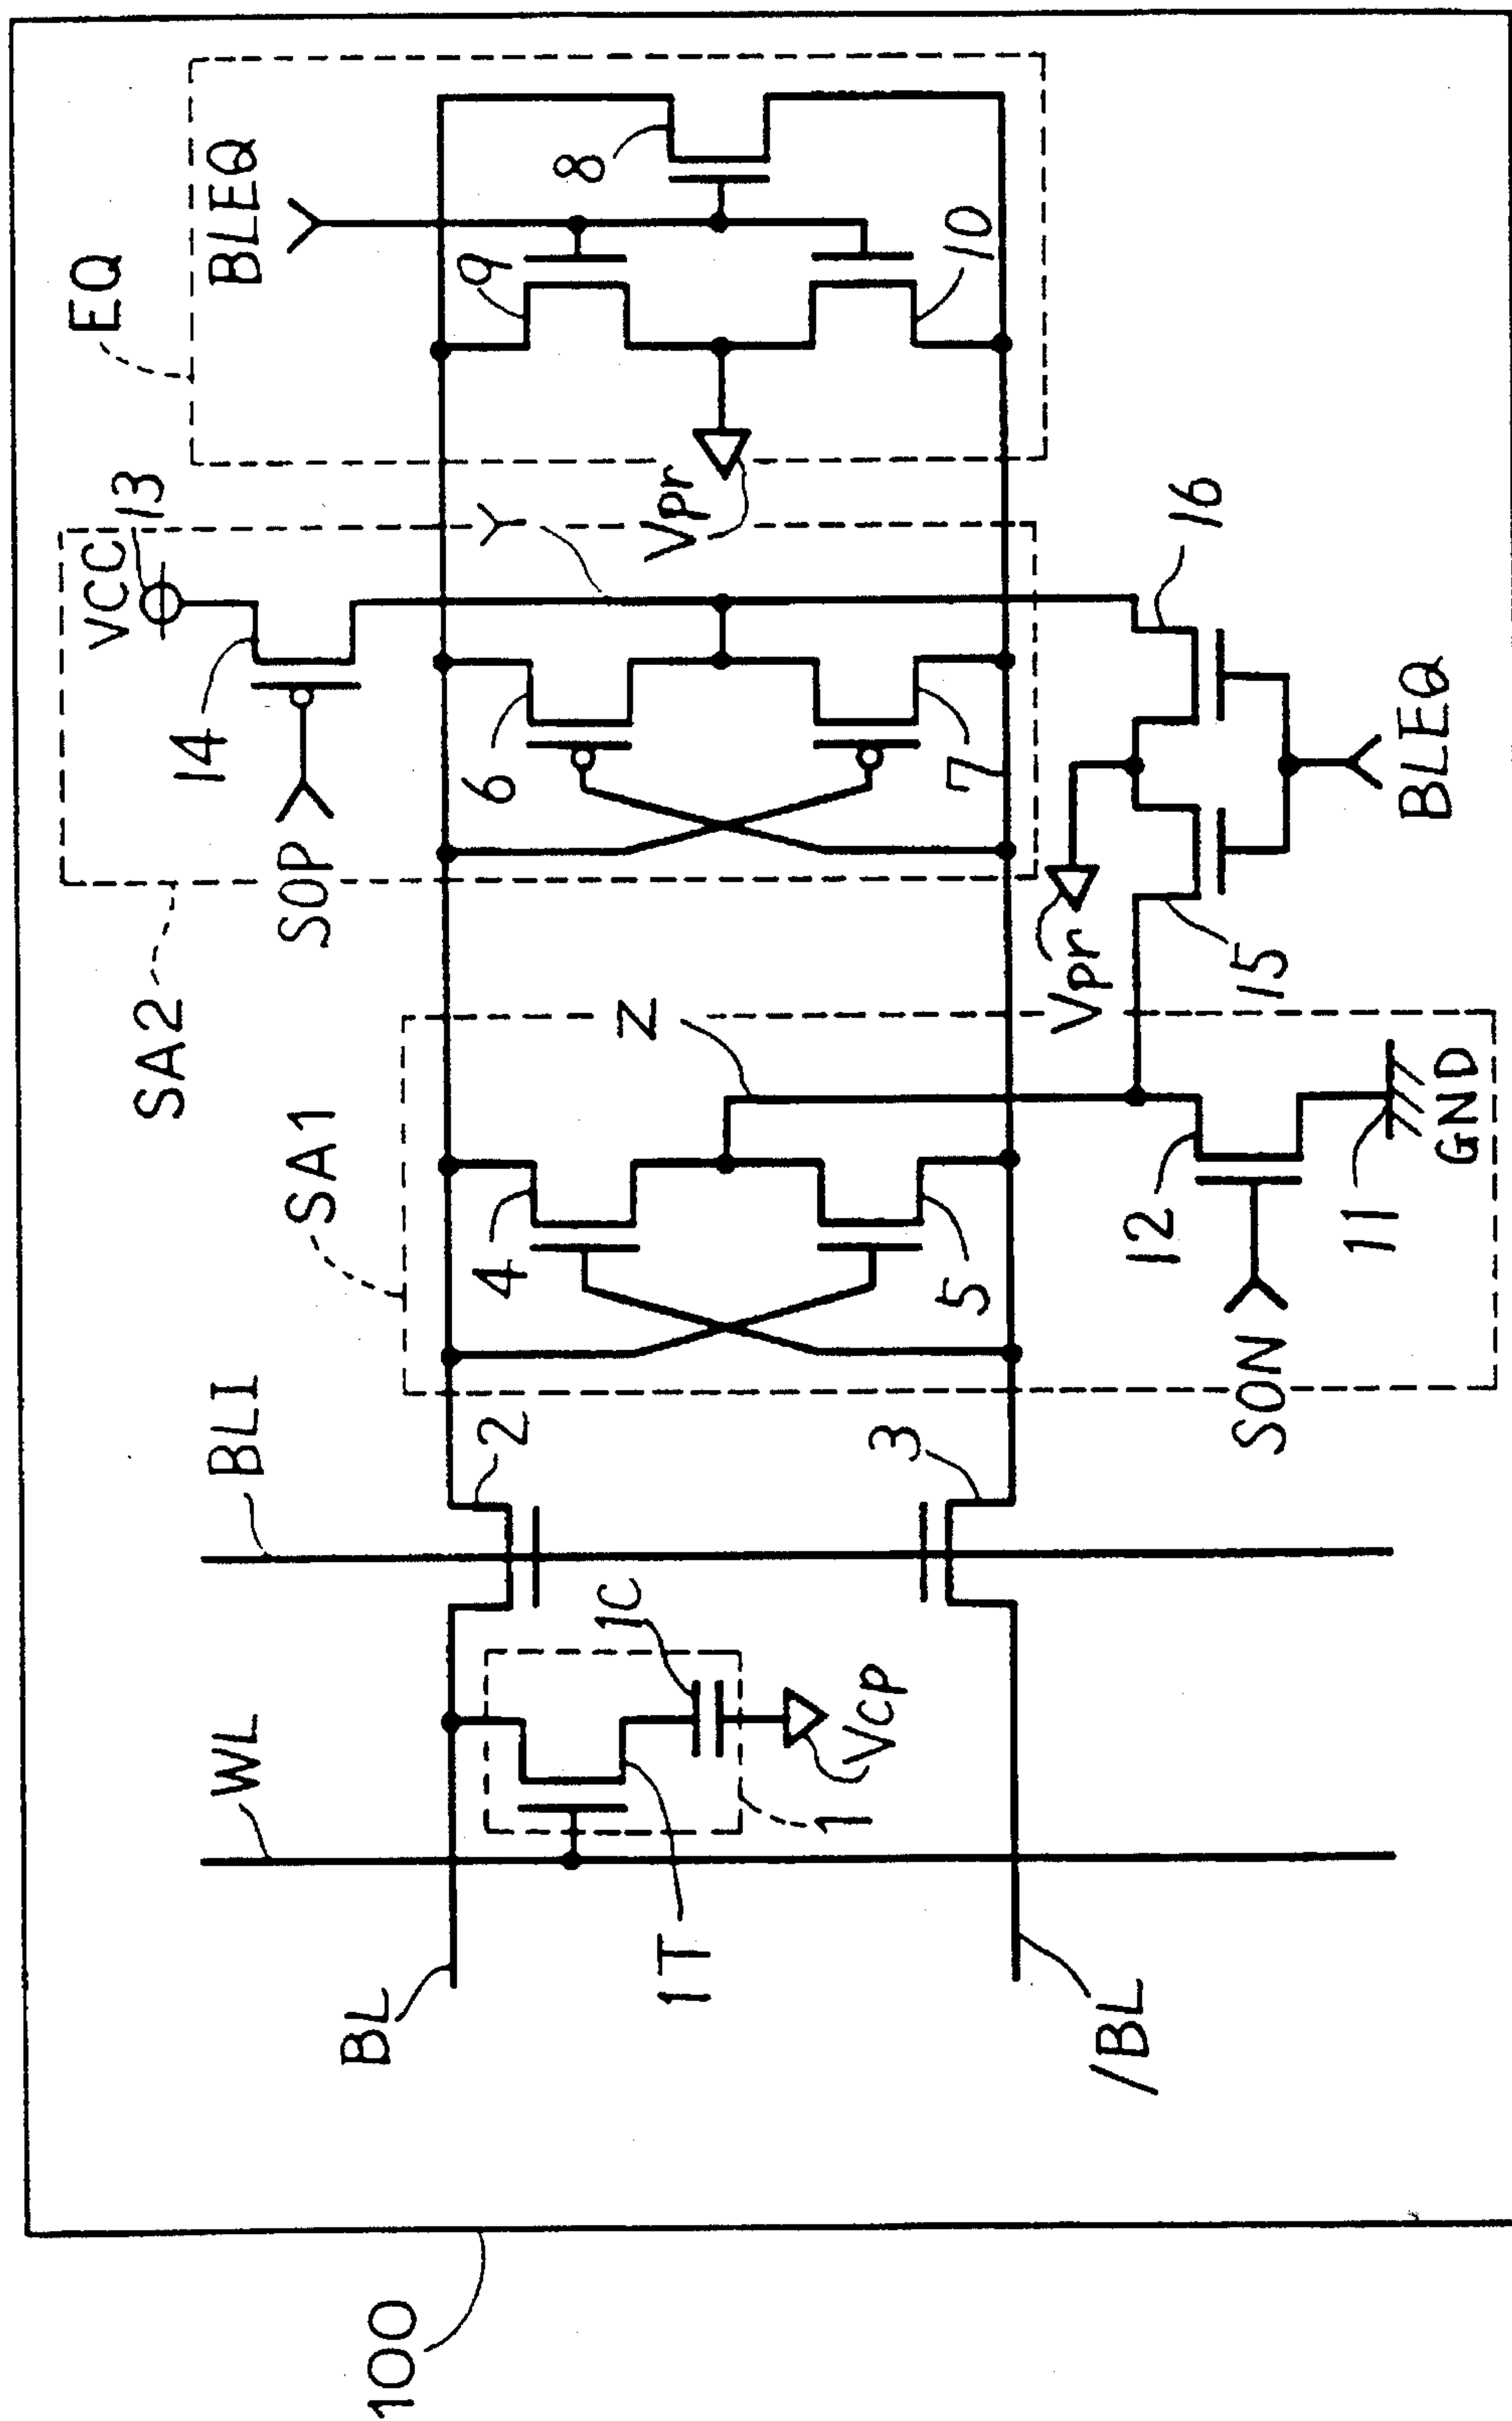 100
BL
/BL
WL
1T
1
1C
Vcp
BLI
2
3
SA1
4
5
Z
SON
12
11
GND
SA2
SOP
14
VCC
13
6
7
Y
Vpr
15
16
BLEQ
EQ
BLEQ
9
10
8
Vpr